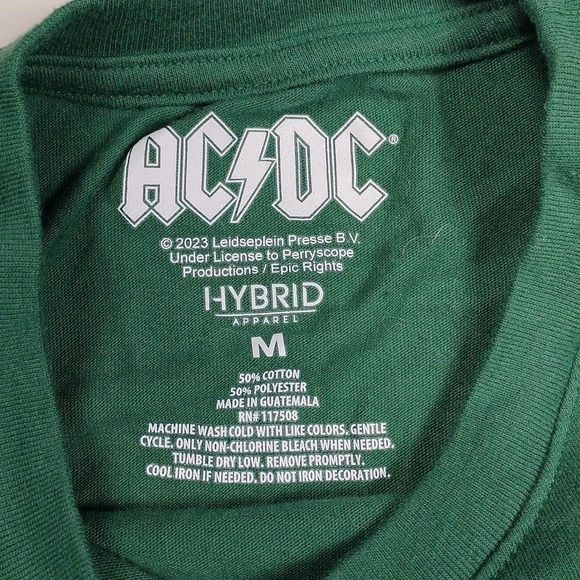 AC⚡DC®
© 2023 Leidseplein Presse B.V.
Under License to Perryscope
Productions / Epic Rights
HYBRID
APPAREL
M
50% COTTON
50% POLYESTER
MADE IN GUATEMALA
RN# 117508
MACHINE WASH COLD WITH LIKE COLORS. GENTLE
CYCLE. ONLY NON-CHLORINE BLEACH WHEN NEEDED.
TUMBLE DRY LOW. REMOVE PROMPTLY.
COOL IRON IF NEEDED. DO NOT IRON DECORATION.